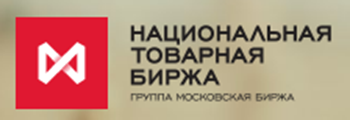 НАЦИОНАЛЬНАЯ
ТОВАРНАЯ
БИРЖА
ГРУППА МОСКОВСКАЯ БИРЖА